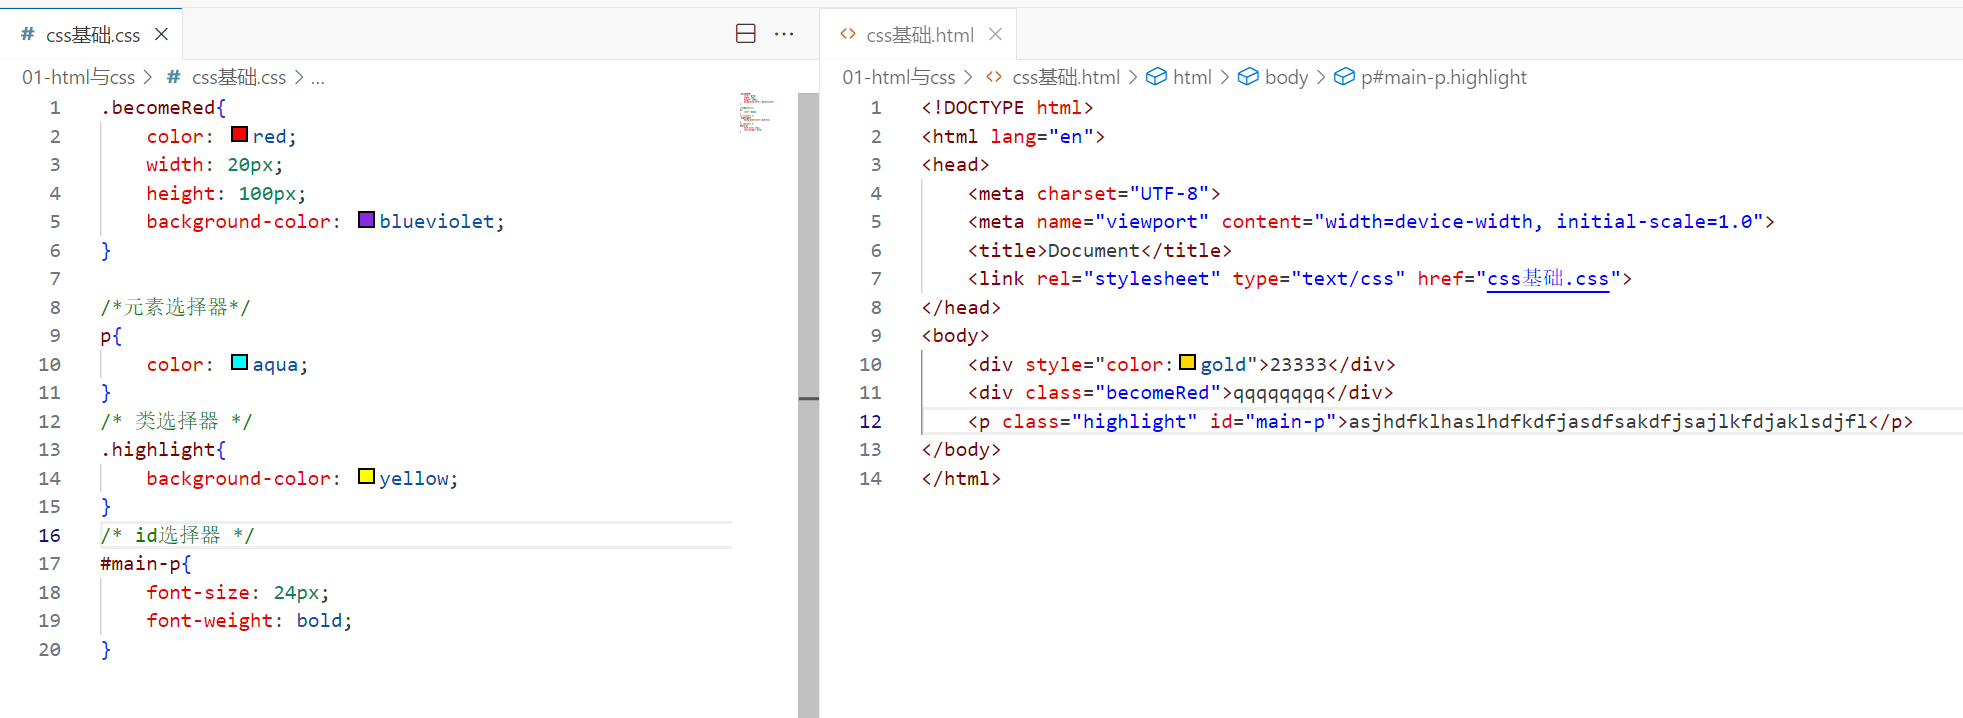 css基础.css
01-html与css > css基础.css > ...
1 .becomeRed{
2     color: red;
3     width: 20px;
4     height: 100px;
5     background-color: blueviolet;
6 }
7
8 /*元素选择器*/
9 p{
10     color: aqua;
11 }
12 /* 类选择器 */
13 .highlight{
14     background-color: yellow;
15 }
16 /* id选择器 */
17 #main-p{
18     font-size: 24px;
19     font-weight: bold;
20 }
css基础.html
01-html与css > css基础.html > html > body > p#main-p.highlight
1 <!DOCTYPE html>
2 <html lang="en">
3 <head>
4     <meta charset="UTF-8">
5     <meta name="viewport" content="width=device-width, initial-scale=1.0">
6     <title>Document</title>
7     <link rel="stylesheet" type="text/css" href="css基础.css">
8 </head>
9 <body>
10     <div style="color:gold">23333</div>
11     <div class="becomeRed">qqqqqqqq</div>
12     <p class="highlight" id="main-p">asjhdfklhaslhdfkdfjasdfsakdfjsajlkfdjaklsdjfl</p>
13 </body>
14 </html>